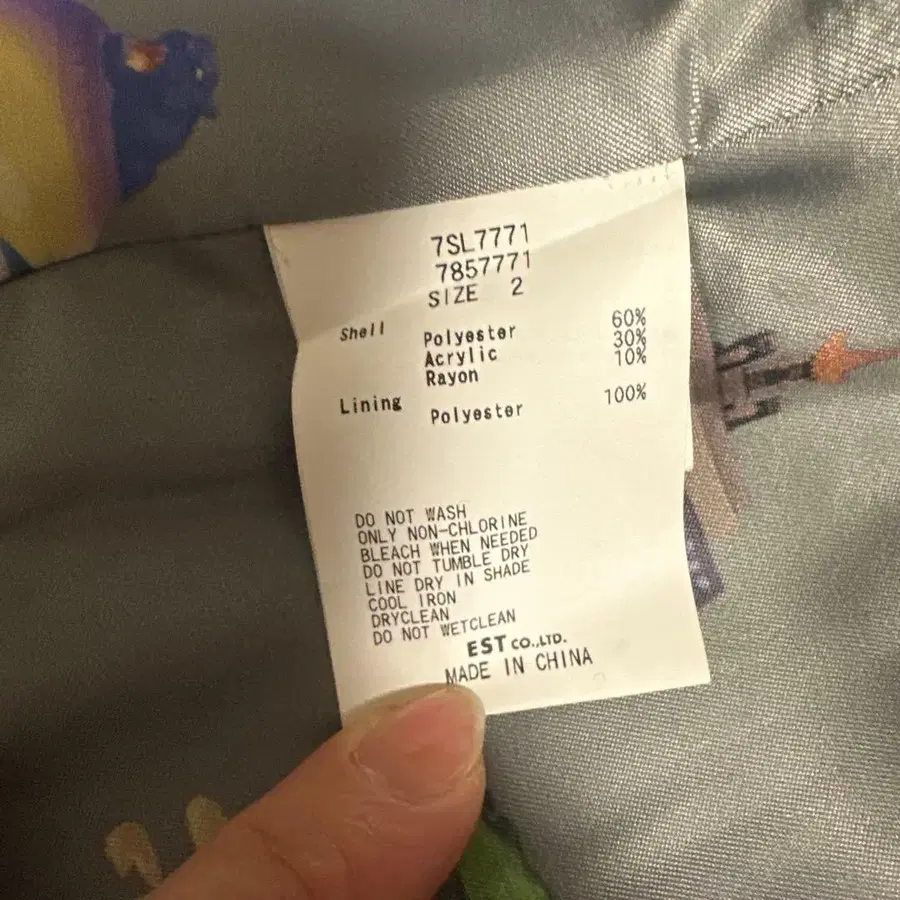 7SL7771
7857771
SIZE 2
Shell Polyester 60%
Acrylic 30%
Rayon 10%
Lining Polyester 100%
DO NOT WASH
ONLY NON-CHLORINE
BLEACH WHEN NEEDED
DO NOT TUMBLE DRY
LINE DRY IN SHADE
COOL IRON
DRYCLEAN
DO NOT WETCLEAN
EST CO.,LTD.
MADE IN CHINA